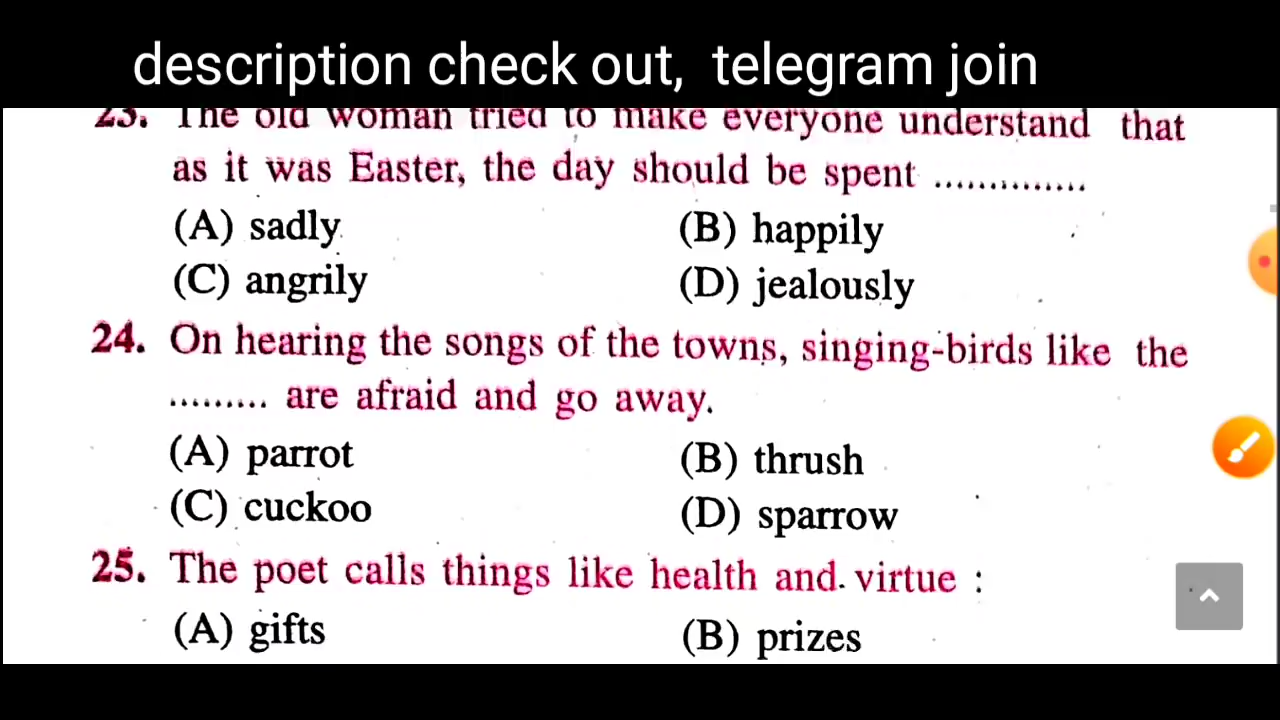 description check out, telegram join
23. The old woman tried to make everyone understand that
as it was Easter, the day should be spent ..............
(A) sadly (B) happily
(C) angrily (D) jealously
24. On hearing the songs of the towns, singing-birds like the
......... are afraid and go away.
(A) parrot (B) thrush
(C) cuckoo (D) sparrow
25. The poet calls things like health and virtue :
(A) gifts (B) prizes